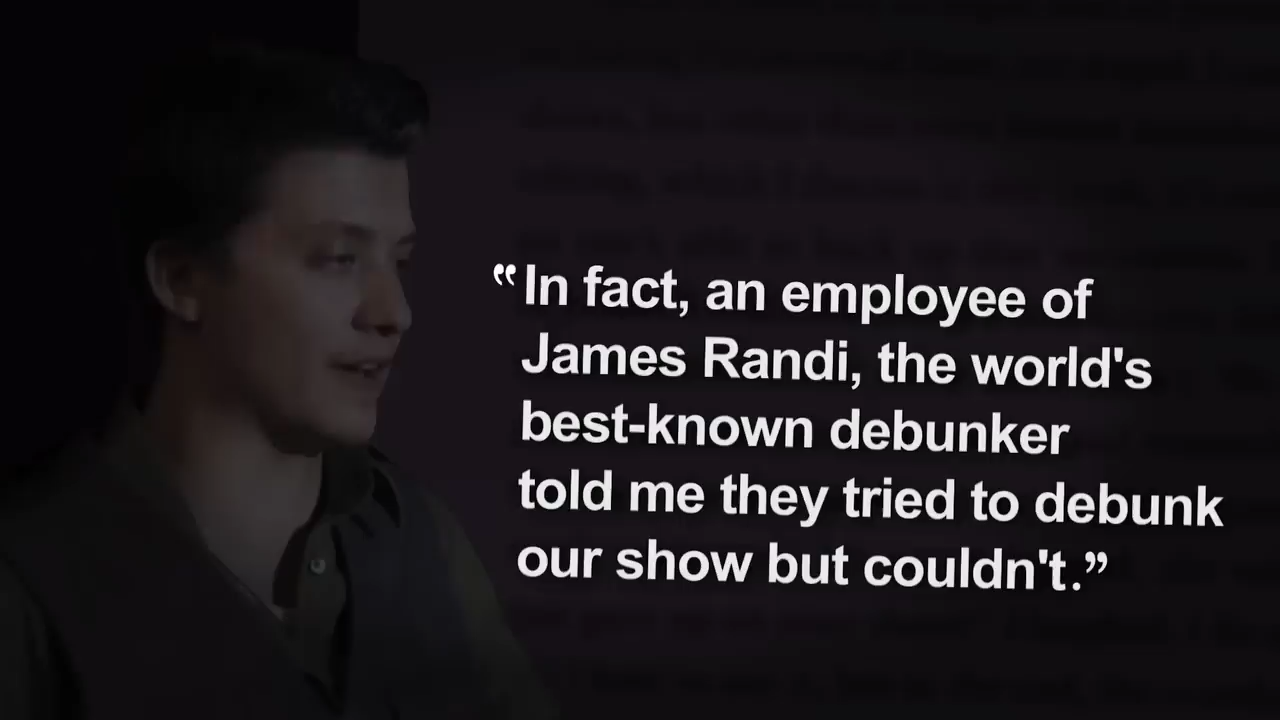 “In fact, an employee of
James Randi, the world's
best-known debunker
told me they tried to debunk
our show but couldn't.”